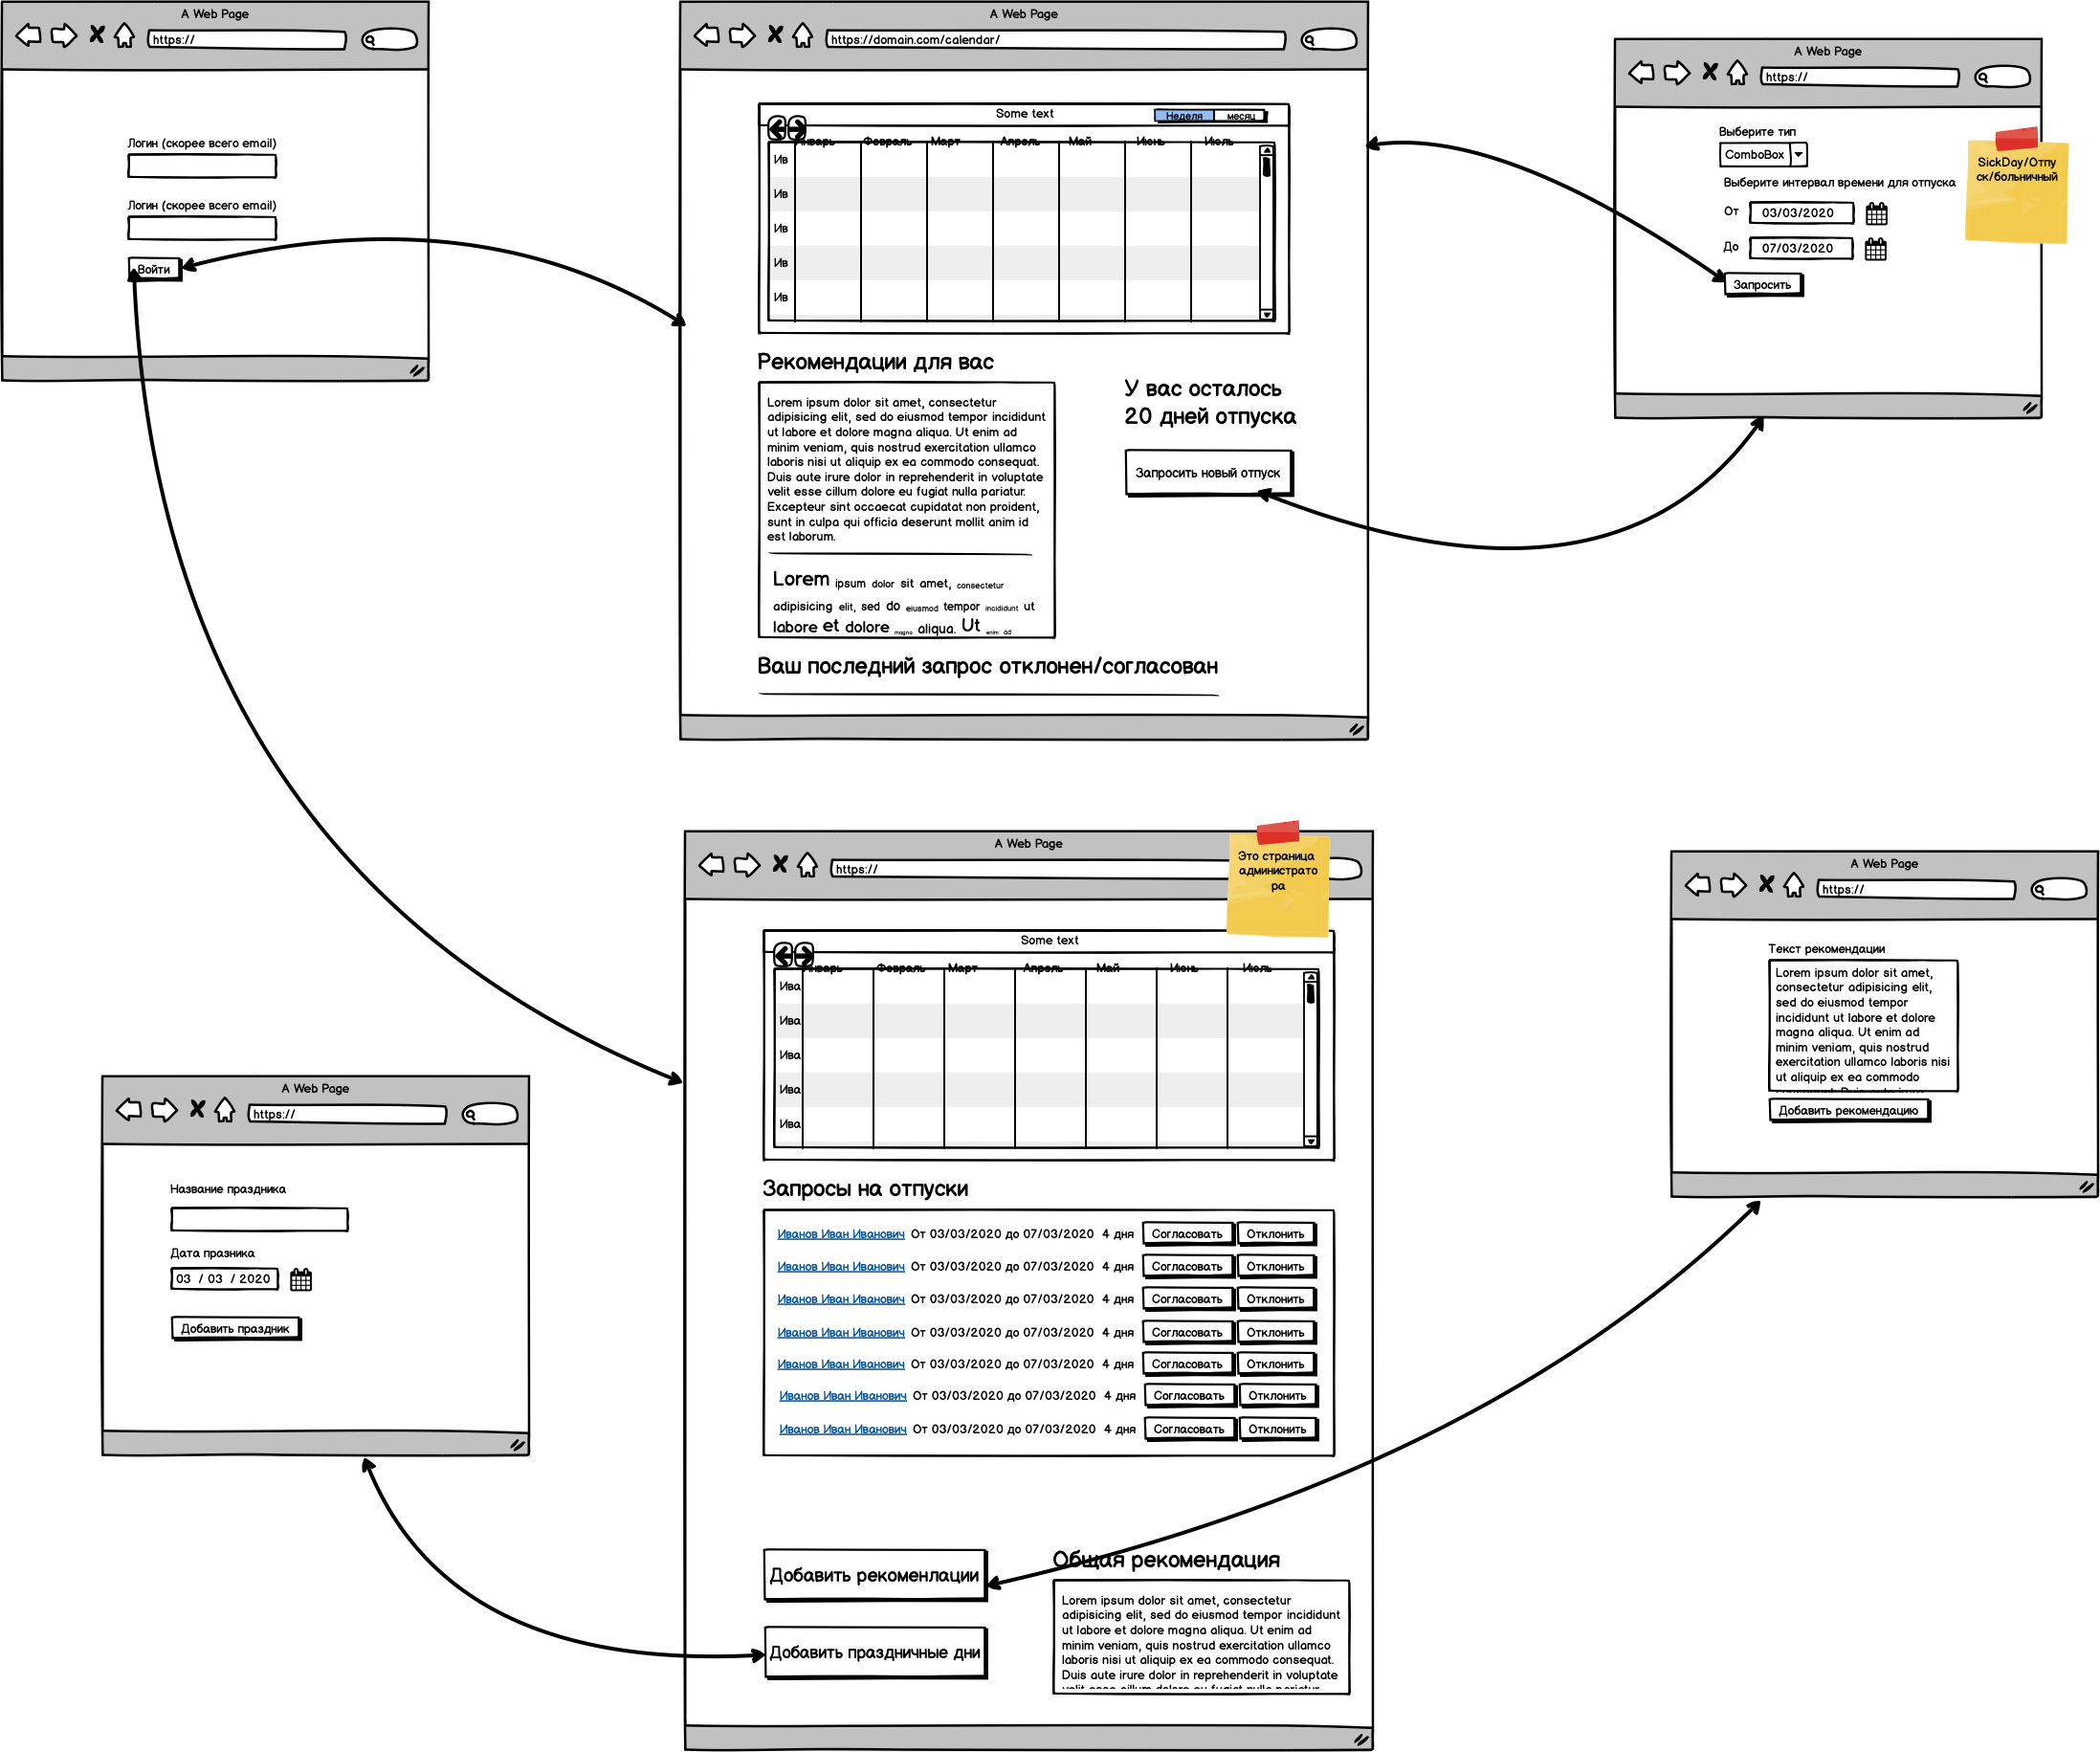 A Web Page
https://
Логин (скорее всего email)
Логин (скорее всего email)
Войти
A Web Page
https://domain.com/calendar/
Some text
Неделя
месяц
Январь Февраль Март Апрель Май Июнь Июль
Ив
Ив
Ив
Ив
Ив
Рекомендации для вас
Lorem ipsum dolor sit amet, consectetur
adipisicing elit, sed do eiusmod tempor incididunt
ut labore et dolore magna aliqua. Ut enim ad
minim veniam, quis nostrud exercitation ullamco
laboris nisi ut aliquip ex ea commodo consequat.
Duis aute irure dolor in reprehenderit in voluptate
velit esse cillum dolore eu fugiat nulla pariatur.
Excepteur sint occaecat cupidatat non proident,
sunt in culpa qui officia deserunt mollit anim id
est laborum.
Lorem ipsum dolor sit amet, consectetur
adipisicing elit, sed do eiusmod tempor incididunt ut
labore et dolore magna aliqua. Ut enim ad
У вас осталось
20 дней отпуска
Запросить новый отпуск
Ваш последний запрос отклонен/согласован
A Web Page
https://
Выберите тип
ComboBox
Выберите интервал времени для отпуска
От 03/03/2020
До 07/03/2020
Запросить
SickDay/Отпу
ск/больничный
A Web Page
https://
Это страница
администрато
ра
Some text
Январь Февраль Март Апрель Май Июнь Июль
Ива
Ива
Ива
Ива
Ива
Запросы на отпуски
Иванов Иван Иванович От 03/03/2020 до 07/03/2020 4 дня Согласовать Отклонить
Иванов Иван Иванович От 03/03/2020 до 07/03/2020 4 дня Согласовать Отклонить
Иванов Иван Иванович От 03/03/2020 до 07/03/2020 4 дня Согласовать Отклонить
Иванов Иван Иванович От 03/03/2020 до 07/03/2020 4 дня Согласовать Отклонить
Иванов Иван Иванович От 03/03/2020 до 07/03/2020 4 дня Согласовать Отклонить
Иванов Иван Иванович От 03/03/2020 до 07/03/2020 4 дня Согласовать Отклонить
Иванов Иван Иванович От 03/03/2020 до 07/03/2020 4 дня Согласовать Отклонить
Добавить рекоменлации
Добавить праздничные дни
Общая рекомендация
Lorem ipsum dolor sit amet, consectetur
adipisicing elit, sed do eiusmod tempor incididunt
ut labore et dolore magna aliqua. Ut enim ad
minim veniam, quis nostrud exercitation ullamco
laboris nisi ut aliquip ex ea commodo consequat.
Duis aute irure dolor in reprehenderit in voluptate
A Web Page
https://
Текст рекомендации
Lorem ipsum dolor sit amet,
consectetur adipisicing elit,
sed do eiusmod tempor
incididunt ut labore et dolore
magna aliqua. Ut enim ad
minim veniam, quis nostrud
exercitation ullamco laboris nisi
ut aliquip ex ea commodo
Добавить рекомендацию
A Web Page
https://
Название праздника
Дата празника
03 / 03 / 2020
Добавить праздник